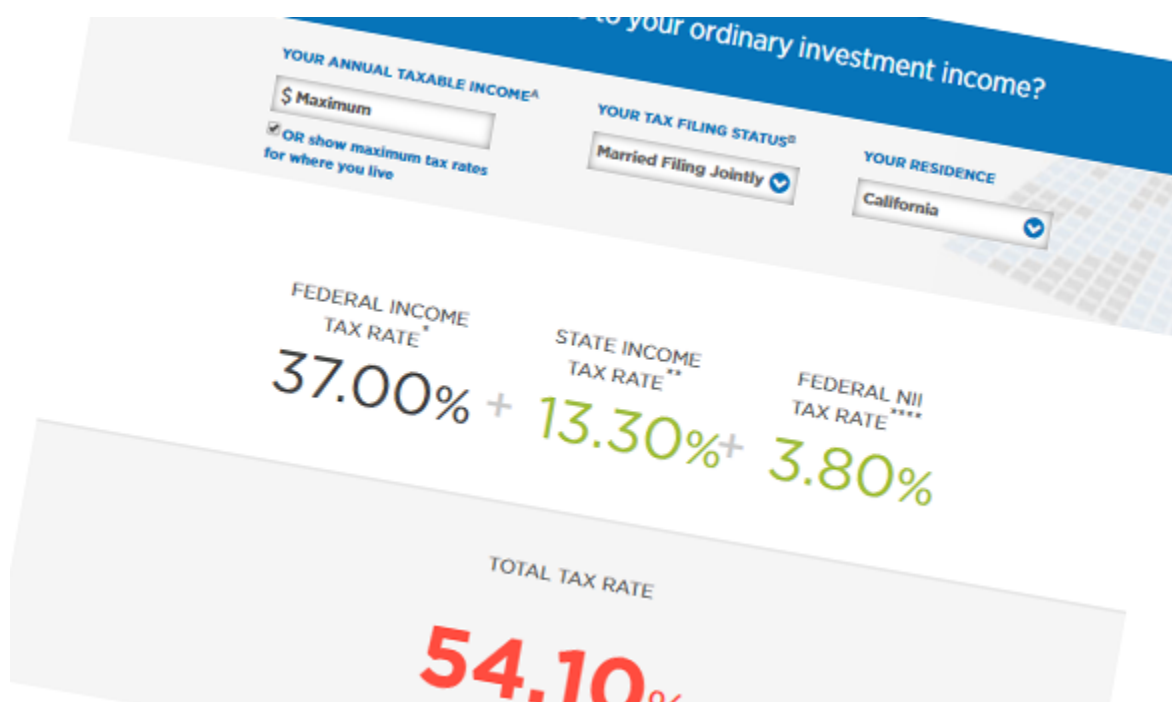 to your ordinary investment income?
YOUR ANNUAL TAXABLE INCOMEᴬ
$ Maximum
OR show maximum tax rates
for where you live
YOUR TAX FILING STATUSᴮ
Married Filing Jointly
YOUR RESIDENCE
California
FEDERAL INCOME
TAX RATE*
37.00%
+
STATE INCOME
TAX RATE**
13.30%
+
FEDERAL NII
TAX RATE****
3.80%
TOTAL TAX RATE
54.10%